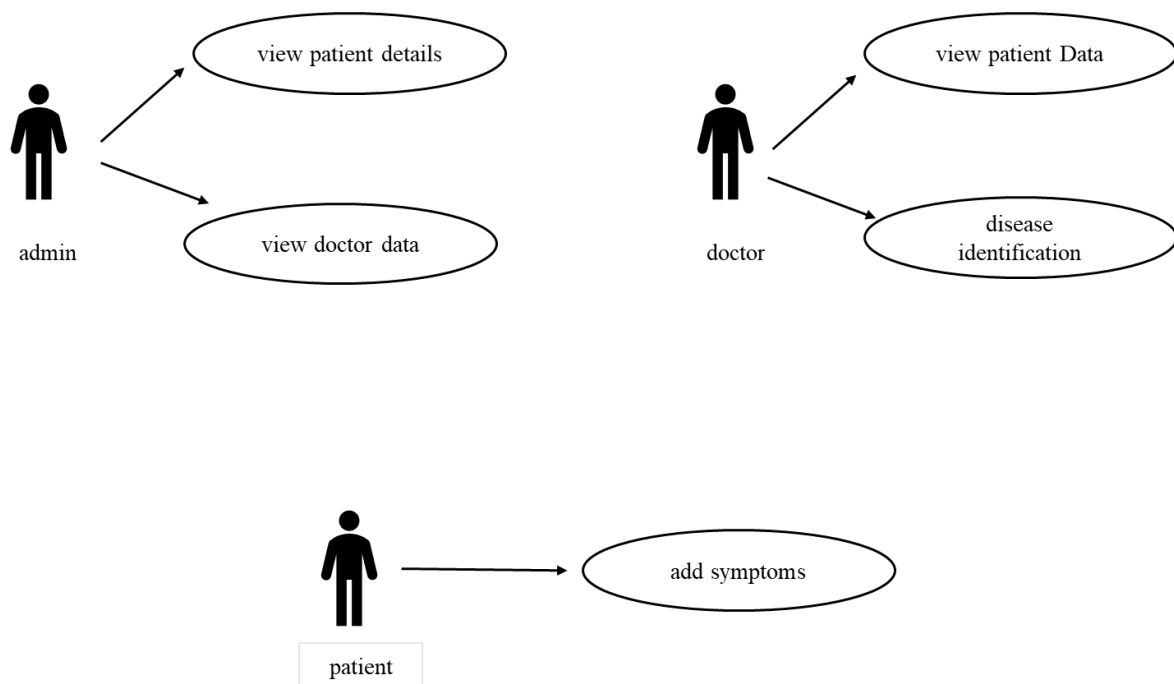 view patient details
view patient Data
admin
view doctor data
doctor
disease
identification
add symptoms
patient